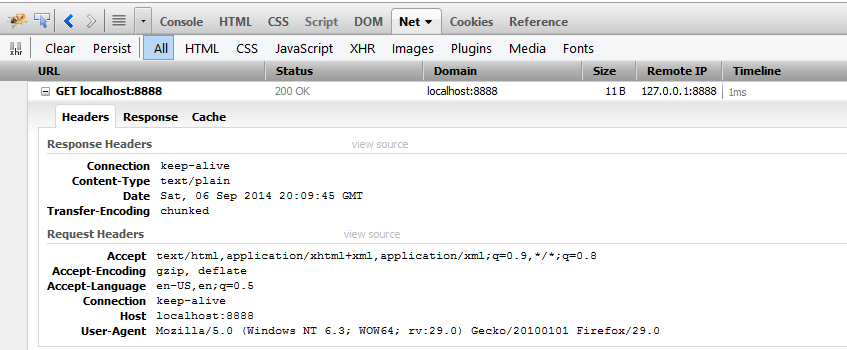 Console HTML CSS Script DOM Net Cookies Reference
xhr Clear Persist All HTML CSS JavaScript XHR Images Plugins Media Fonts
URL Status Domain Size Remote IP Timeline
GET localhost:8888 200 OK localhost:8888 11 B 127.0.0.1:8888 1ms
Headers Response Cache
Response Headers view source
Connection keep-alive
Content-Type text/plain
Date Sat, 06 Sep 2014 20:09:45 GMT
Transfer-Encoding chunked
Request Headers view source
Accept text/html,application/xhtml+xml,application/xml;q=0.9,*/*;q=0.8
Accept-Encoding gzip, deflate
Accept-Language en-US,en;q=0.5
Connection keep-alive
Host localhost:8888
User-Agent Mozilla/5.0 (Windows NT 6.3; WOW64; rv:29.0) Gecko/20100101 Firefox/29.0